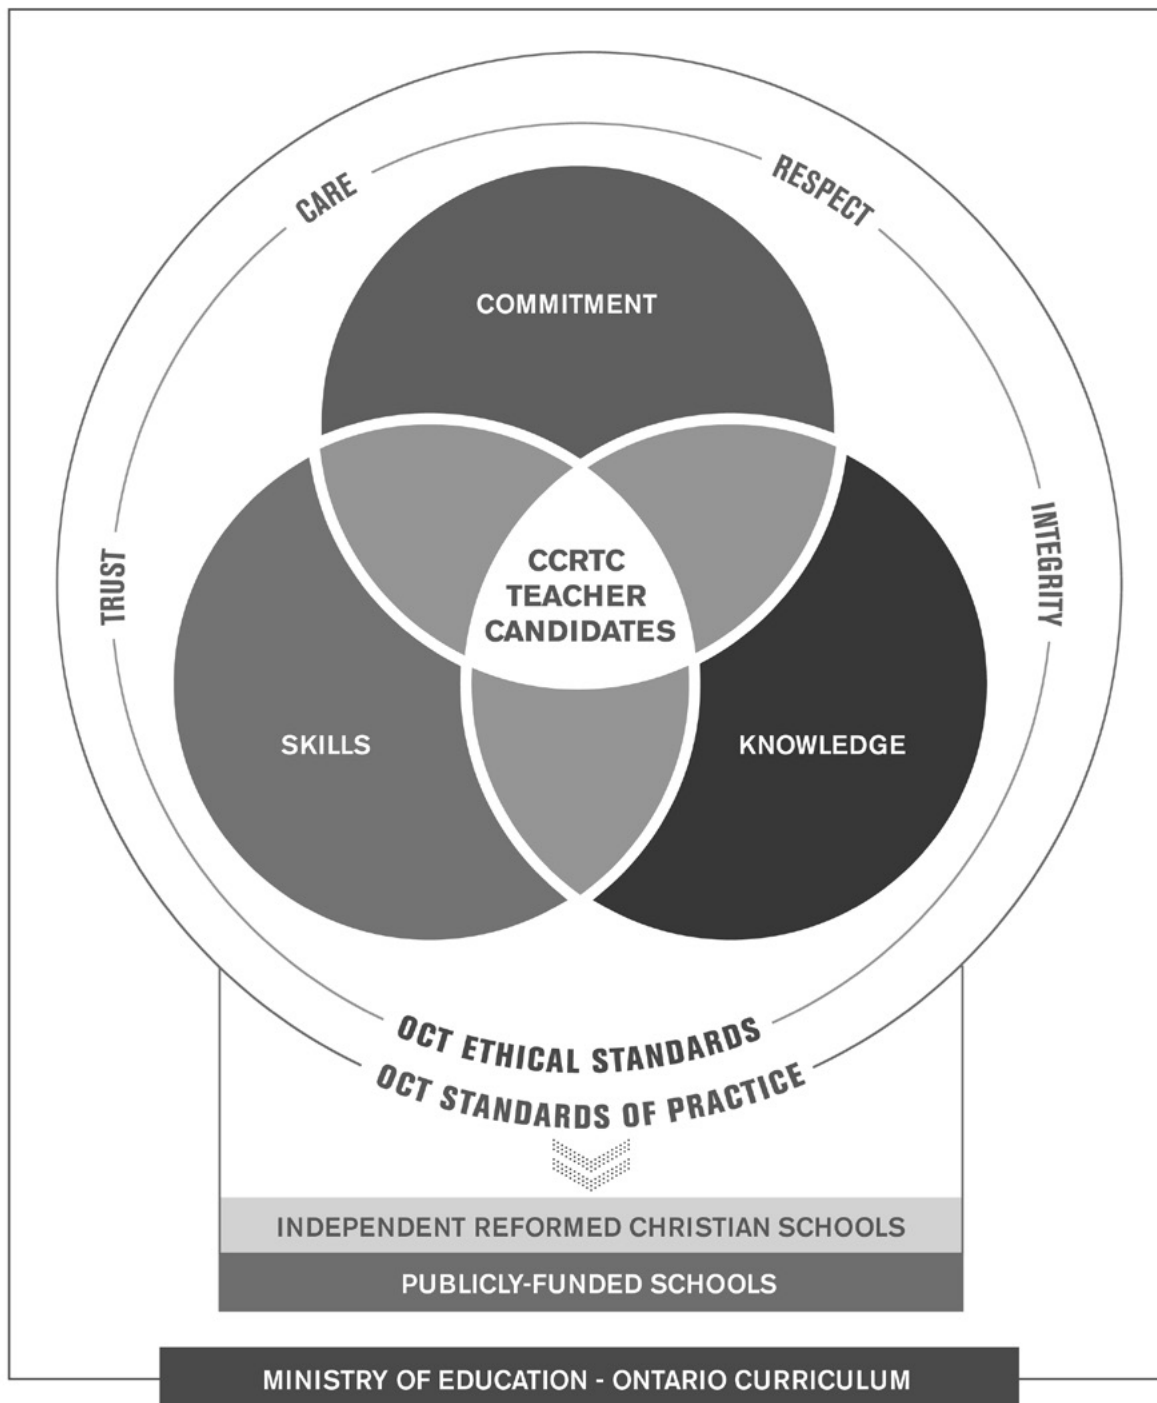 CARE
RESPECT
COMMITMENT
TRUST
INTEGRITY
CCRTC
TEACHER
CANDIDATES
SKILLS
KNOWLEDGE
OCT ETHICAL STANDARDS
OCT STANDARDS OF PRACTICE
INDEPENDENT REFORMED CHRISTIAN SCHOOLS
PUBLICLY-FUNDED SCHOOLS
MINISTRY OF EDUCATION - ONTARIO CURRICULUM